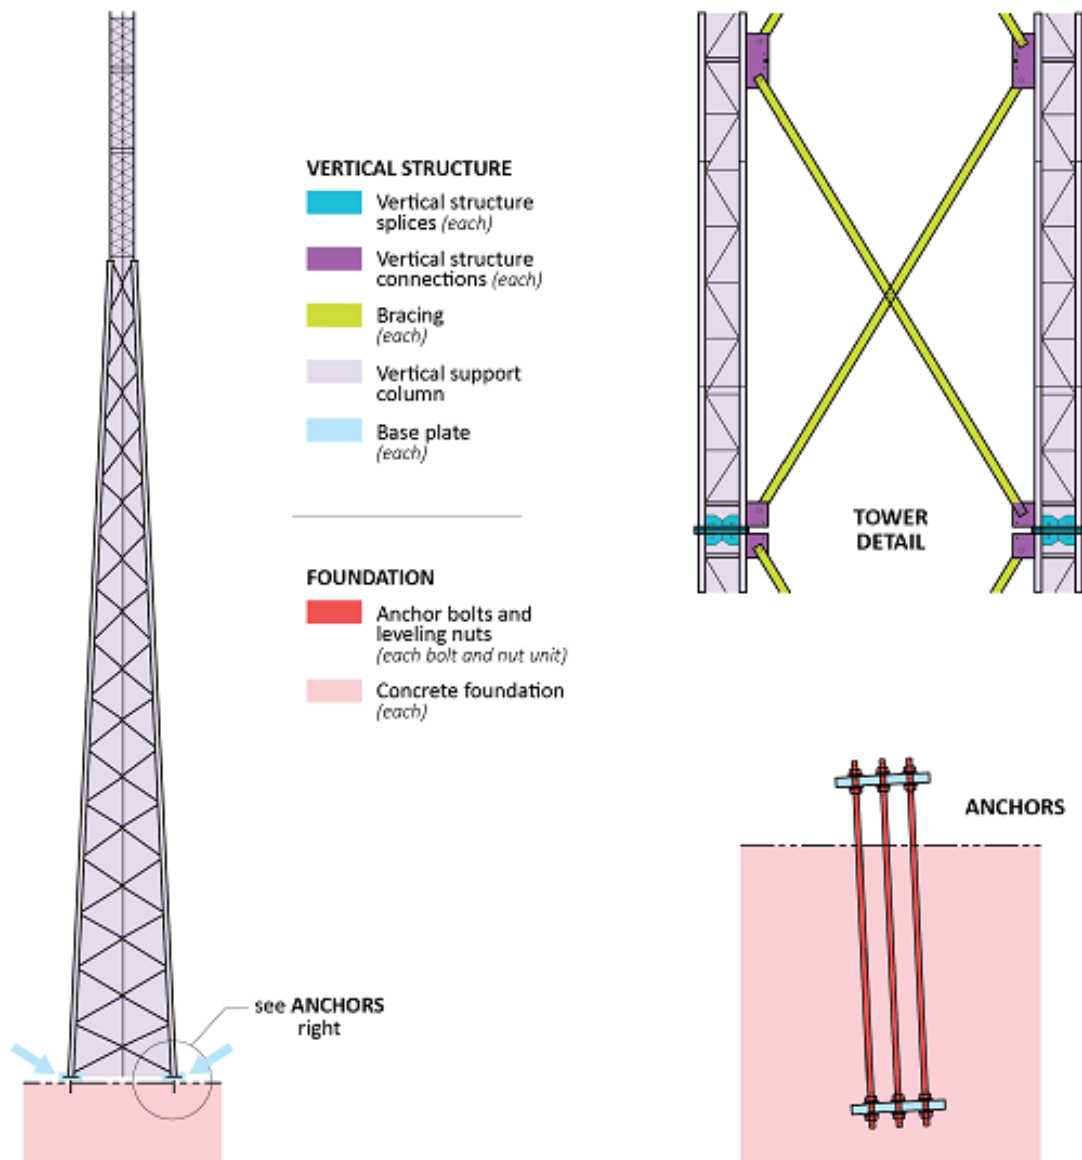 VERTICAL STRUCTURE
Vertical structure
splices (each)
Vertical structure
connections (each)
Bracing
(each)
Vertical support
column
Base plate
(each)
FOUNDATION
Anchor bolts and
leveling nuts
(each bolt and nut unit)
Concrete foundation
(each)
see ANCHORS
right
TOWER
DETAIL
ANCHORS